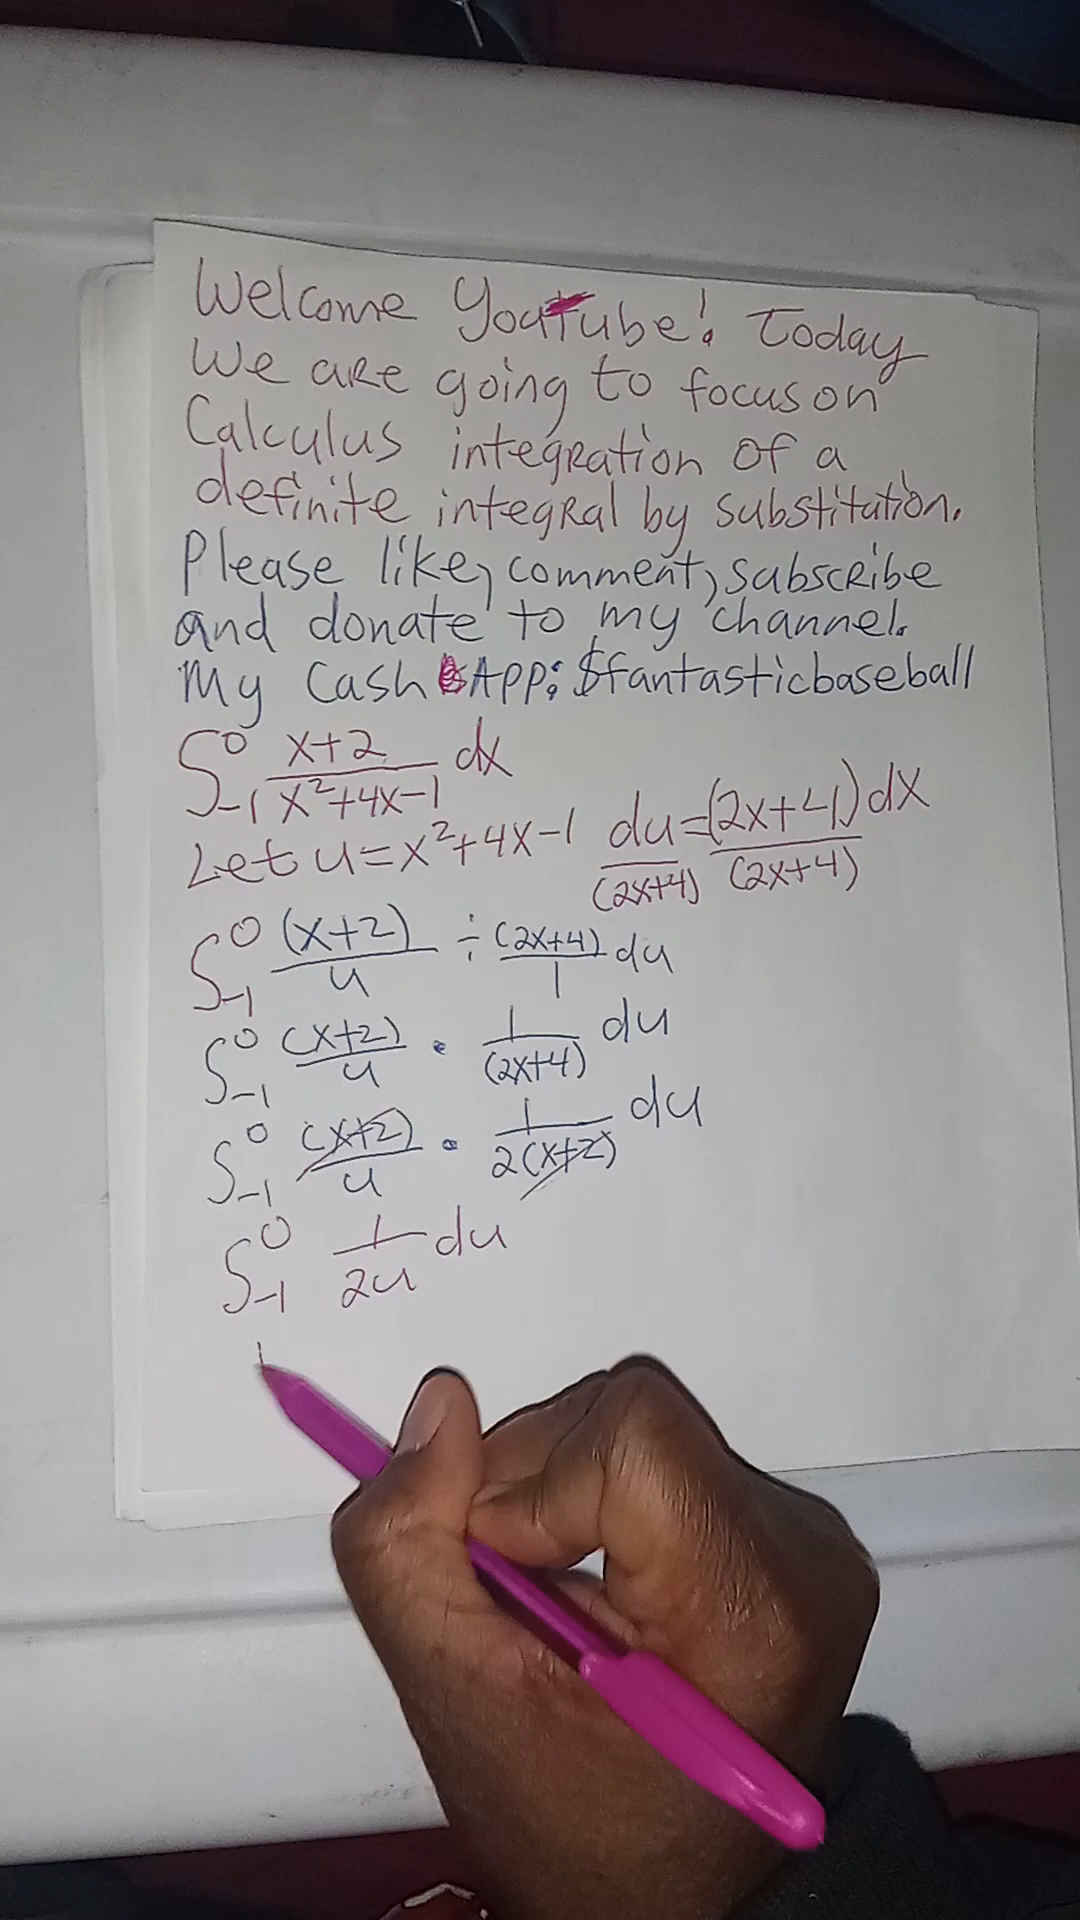 Welcome YouTube! Today
we are going to focus on
Calculus integration of a
definite integral by substitution.
Please like, comment, subscribe
and donate to my channel.
My Cash App: $fantasticbaseball
∫₋₁⁰ (x+2)/(x²+4x-1) dx
Let u=x²+4x-1 du/(2x+4)=(2x+4)dx/(2x+4)
∫₋₁⁰ (x+2)/u ÷ (2x+4)/1 du
∫₋₁⁰ (x+2)/u • 1/(2x+4) du
∫₋₁⁰ (x+2)/u • 1/2(x+2) du
∫₋₁⁰ 1/2u du